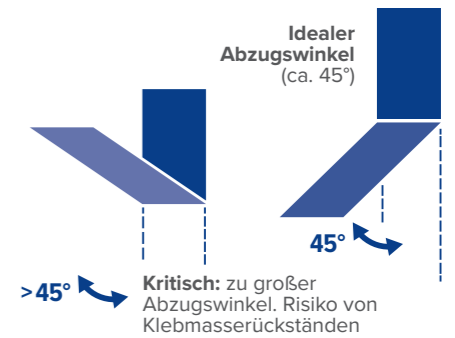 Idealer
Abzugswinkel
(ca. 45°)
45°
>45°
Kritisch: zu großer
Abzugswinkel. Risiko von
Klebmasserückständen